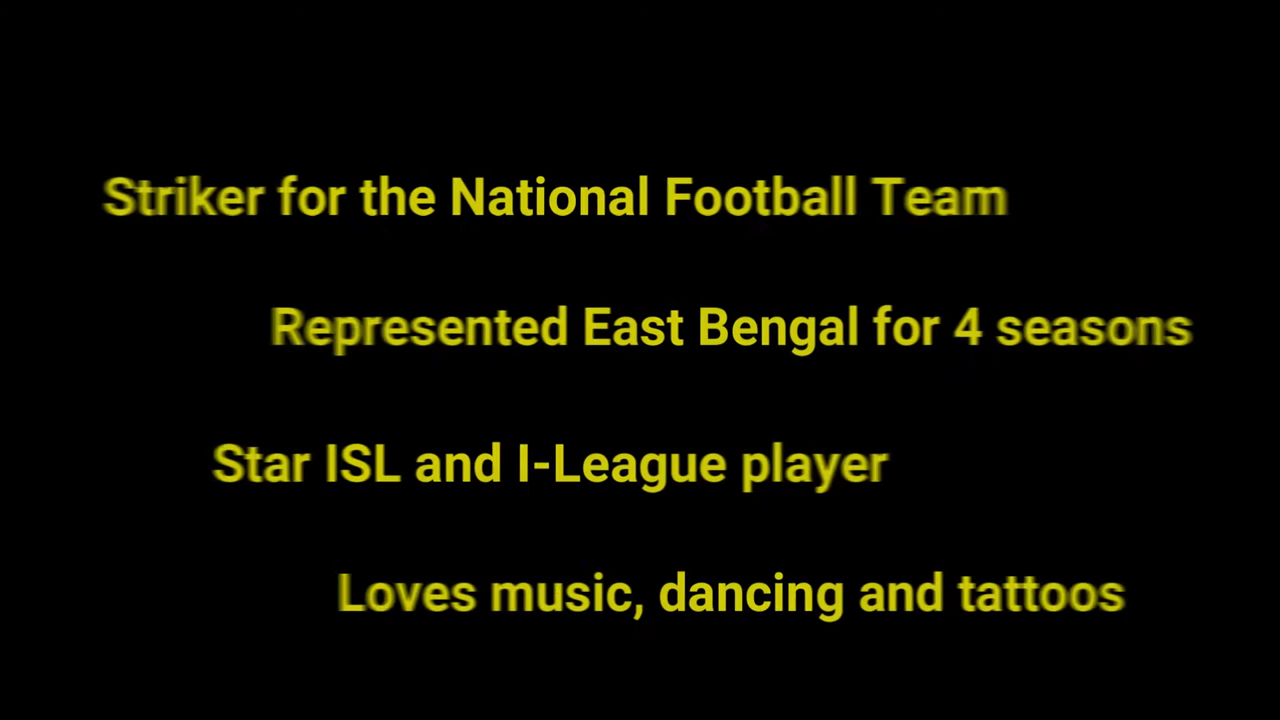 Striker for the National Football Team
Represented East Bengal for 4 seasons
Star ISL and I-League player
Loves music, dancing and tattoos